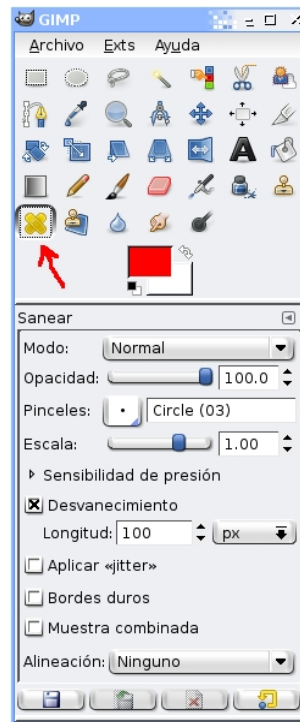 GIMP
Archivo Exts Ayuda
Sanear
Modo: Normal
Opacidad: 100.0
Pinceles: Circle (03)
Escala: 1.00
Sensibilidad de presión
Desvanecimiento
Longitud: 100 px
Aplicar «jitter»
Bordes duros
Muestra combinada
Alineación: Ninguno